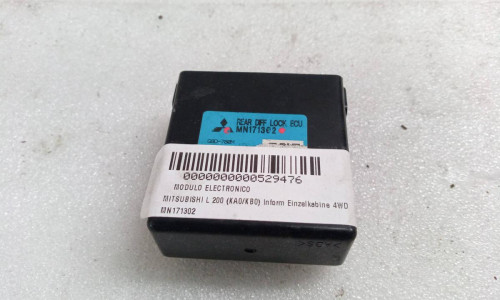 REAR DIFF LOCK ECU
MN171302
0000000000529476
MODULO ELECTRONICO
MITSUBISHI L 200 (KA0/KB0) Inform Einzelkabine 4WD
MN171302